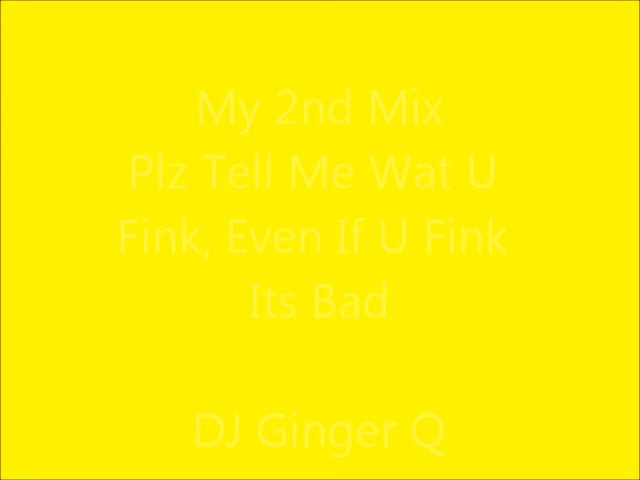 My 2nd Mix
Plz Tell Me Wat U
Fink, Even If U Fink
Its Bad
DJ Ginger Q